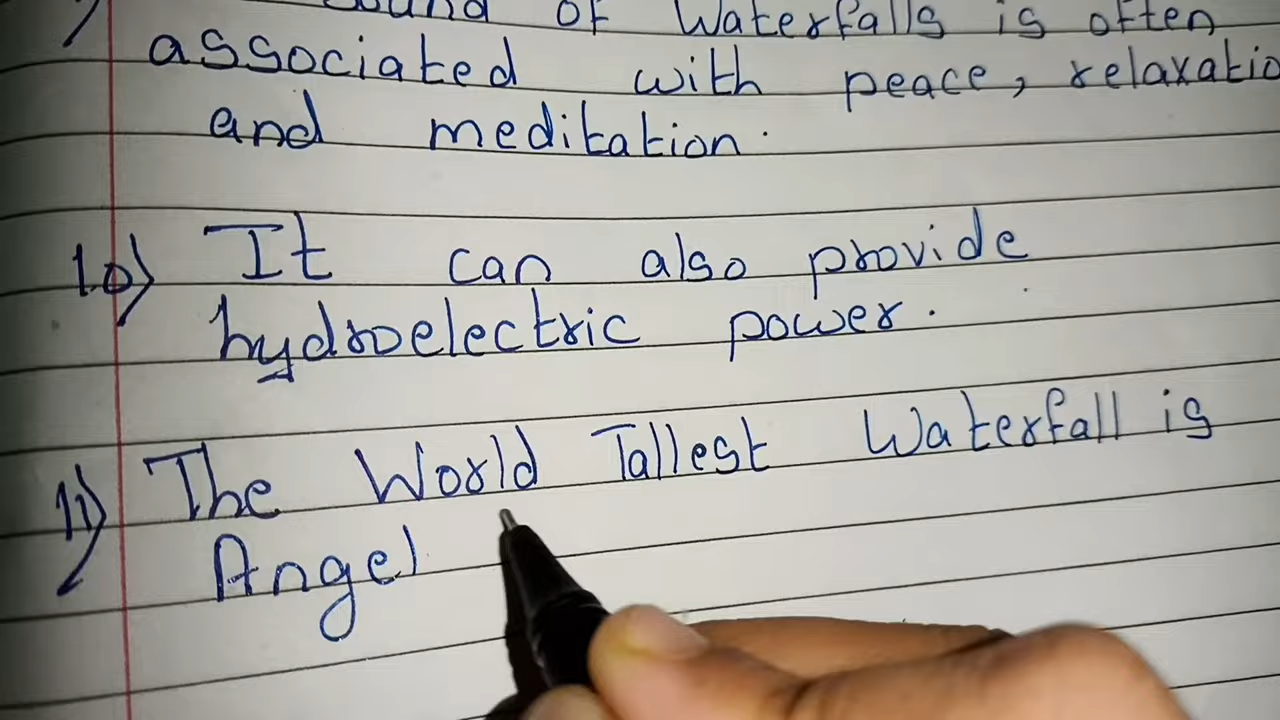 of Waterfalls is often
associated with peace, relaxatio
and meditation.
10) It can also provide
hydroelectric power.
11) The World Tallest Waterfall is
Angel